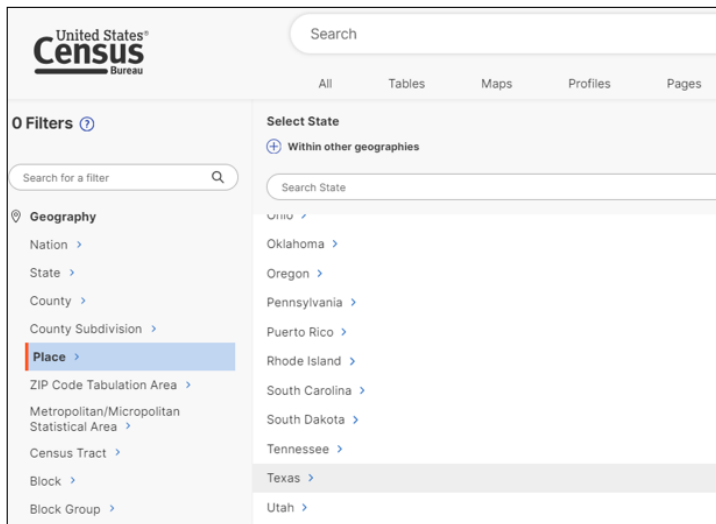 United States®
Census
Bureau
Search
All Tables Maps Profiles Pages
0 Filters ?
Search for a filter
Geography
Nation >
State >
County >
County Subdivision >
Place >
ZIP Code Tabulation Area >
Metropolitan/Micropolitan
Statistical Area >
Census Tract >
Block >
Block Group >
Select State
Within other geographies
Search State
Ohio >
Oklahoma >
Oregon >
Pennsylvania >
Puerto Rico >
Rhode Island >
South Carolina >
South Dakota >
Tennessee >
Texas >
Utah >